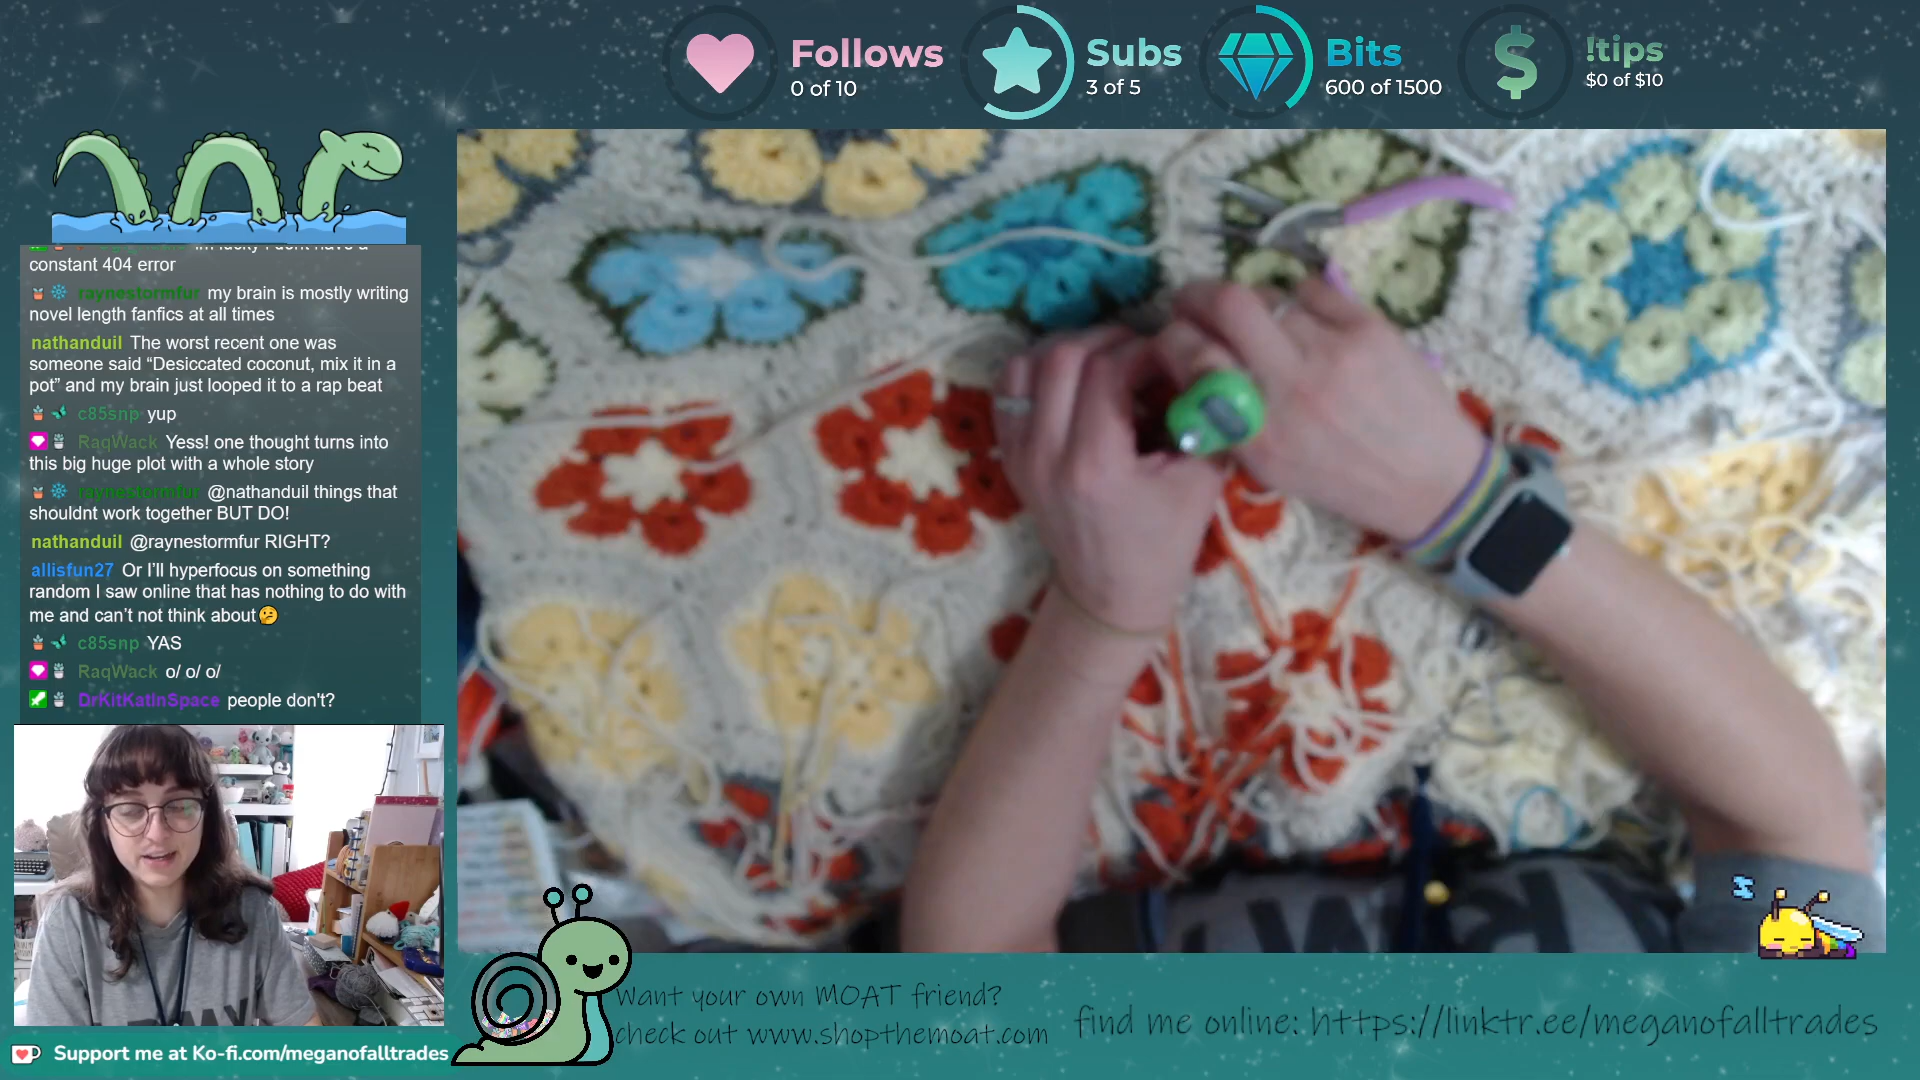 Follows
0 of 10
Subs
3 of 5
Bits
600 of 1500
!tips
$0 of $10
constant 404 error
raynestormfur my brain is mostly writing
novel length fanfics at all times
nathanduil The worst recent one was
someone said “Desiccated coconut, mix it in a
pot” and my brain just looped it to a rap beat
c85snp yup
RaqWack Yess! one thought turns into
this big huge plot with a whole story
raynestormfur @nathanduil things that
shouldnt work together BUT DO!
nathanduil @raynestormfur RIGHT?
allisfun27 Or I’ll hyperfocus on something
random I saw online that has nothing to do with
me and can’t not think about
c85snp YAS
RaqWack o/ o/ o/
DrKitKatInSpace people don't?
Support me at Ko-fi.com/meganofalltrades
Want your own MOAT friend?
check out www.shopthemoat.com
find me online: https://linktr.ee/meganofalltrades